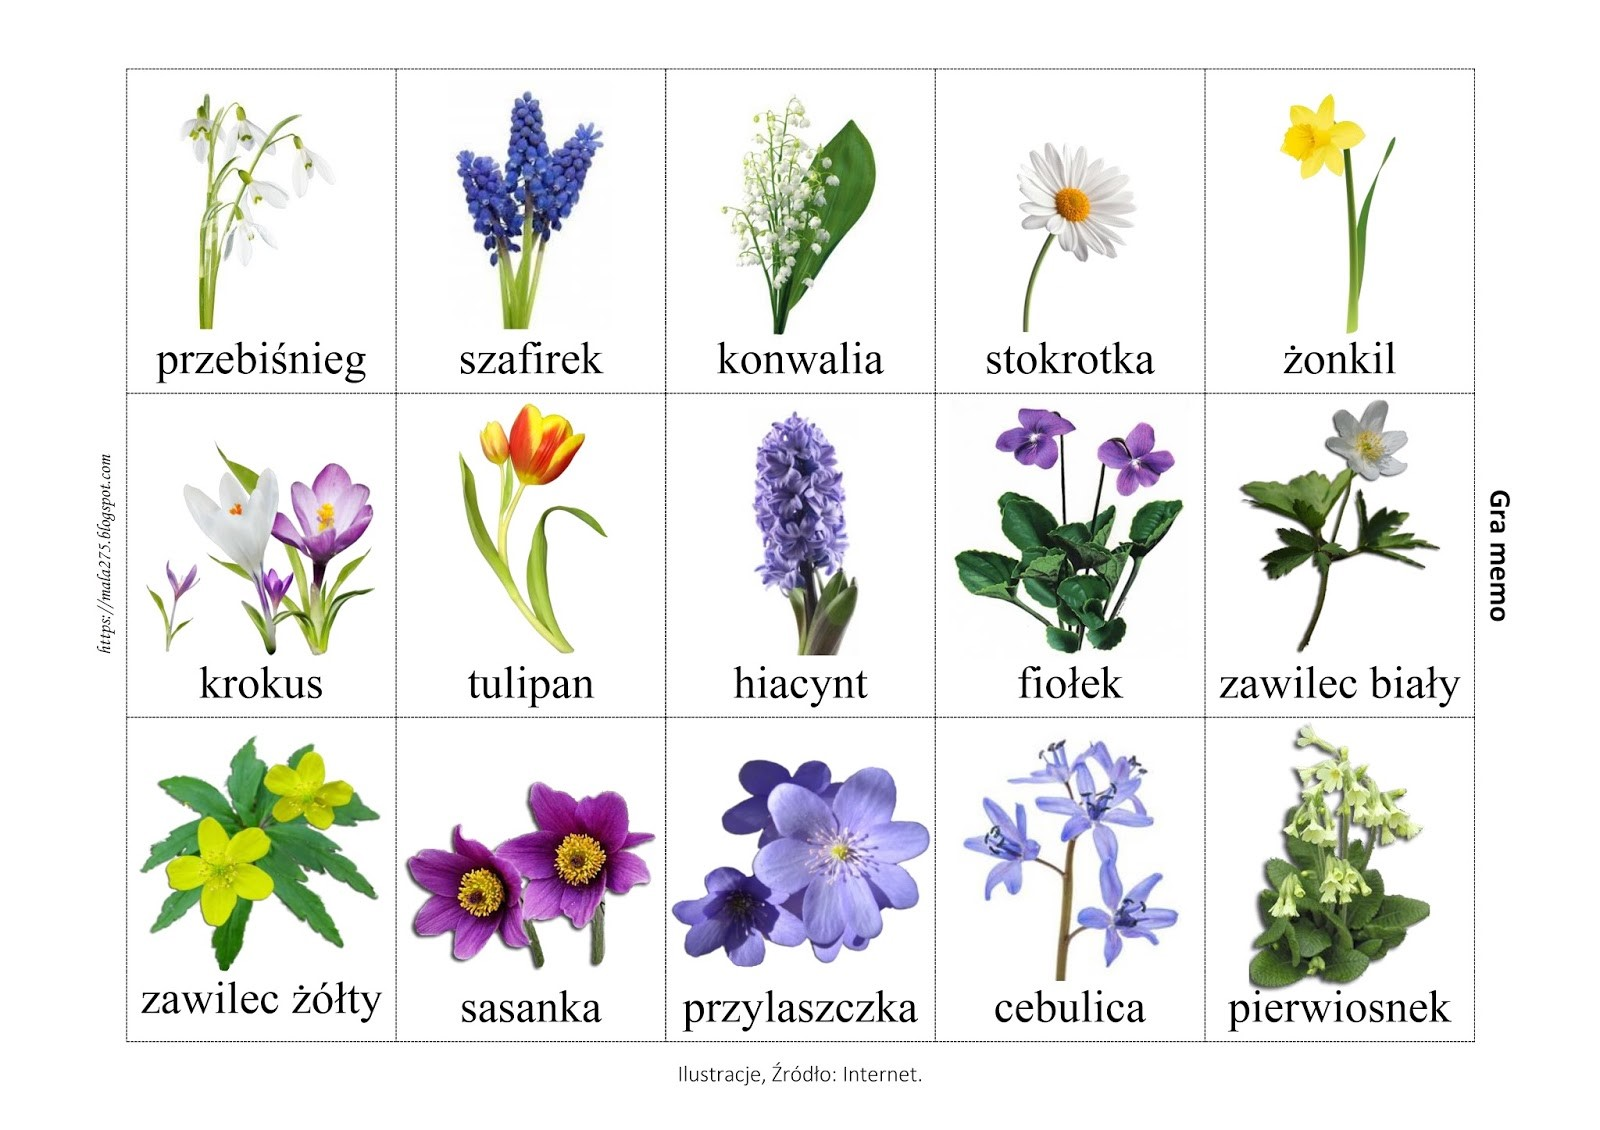 przebiśnieg
szafirek
konwalia
stokrotka
żonkil
krokus
tulipan
hiacynt
fiołek
zawilec biały
zawilec żółty
sasanka
przylaszczka
cebulica
pierwiosnek
https://mala275.blogspot.com
Gra memo
Ilustracje, Źródło: Internet.